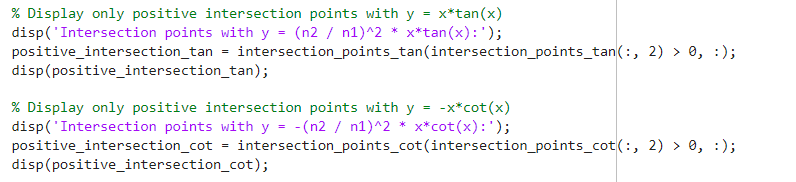 % Display only positive intersection points with y = x*tan(x)
disp('Intersection points with y = (n2 / n1)^2 * x*tan(x):');
positive_intersection_tan = intersection_points_tan(intersection_points_tan(:, 2) > 0, :);
disp(positive_intersection_tan);
% Display only positive intersection points with y = -x*cot(x)
disp('Intersection points with y = -(n2 / n1)^2 * x*cot(x):');
positive_intersection_cot = intersection_points_cot(intersection_points_cot(:, 2) > 0, :);
disp(positive_intersection_cot);